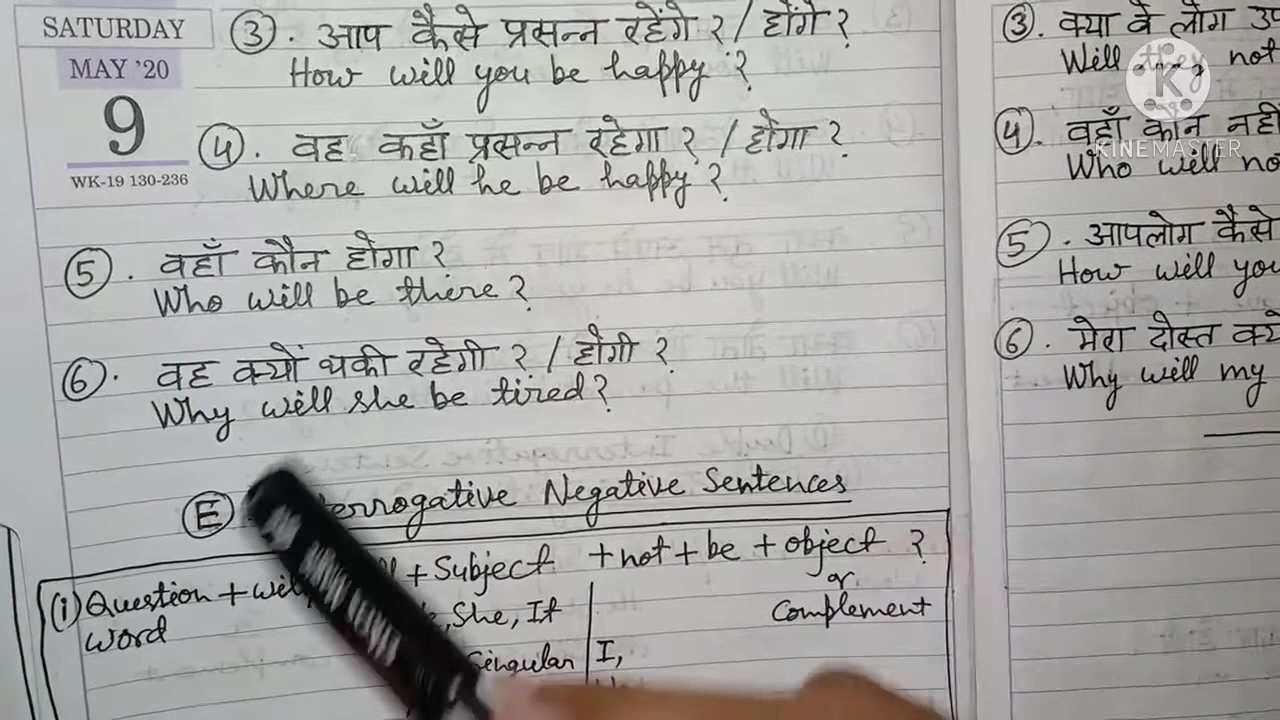 SATURDAY
MAY '20
9
WK-19 130-236
③. आप कैसे प्रसन्न रहेंगे ? / होंगे ?
How will you be happy ?
④. वह कहाँ प्रसन्न रहेगा ? / होगा ?
Where will he be happy ?
⑤. वहाँ कौन होगा ?
Who will be there ?
⑥. वह क्यों थकी रहेगी ? / होगी ?
Why will she be tired ?
Ⓔ Negative Sentences
(i) Question + + Subject + not + be + object ?
or
Word She, It Complement
Singular I,
③. क्या वे लोग
Will they not
④. वहाँ कौन नहीं
Who will
⑤. आपलोग कैसे
How will you
⑥. मेरा दोस्त
Why will my
KINEMASTER